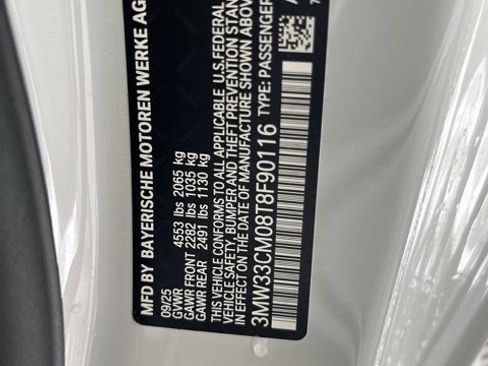 MFD BY BAYERISCHE MOTOREN WERKE AG
09/25
GVWR 4553 lbs 2065 kg
GAWR FRONT 2282 lbs 1035 kg
GAWR REAR 2491 lbs 1130 kg
THIS VEHICLE CONFORMS TO ALL APPLICABLE U.S. FEDERAL
VEHICLE SAFETY, BUMPER AND THEFT PREVENTION STAN
IN EFFECT ON THE DATE OF MANUFACTURE SHOWN ABO
3MW33CM08T8F90116 TYPE: PASSENGER